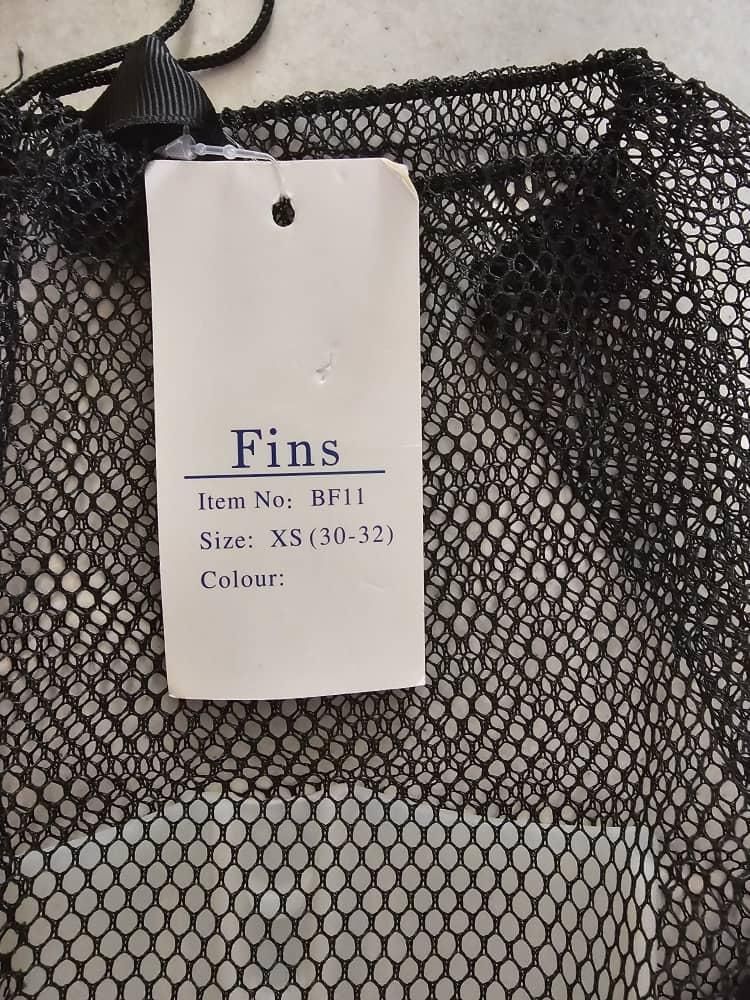 Fins
Item No: BF11
Size: XS (30-32)
Colour: